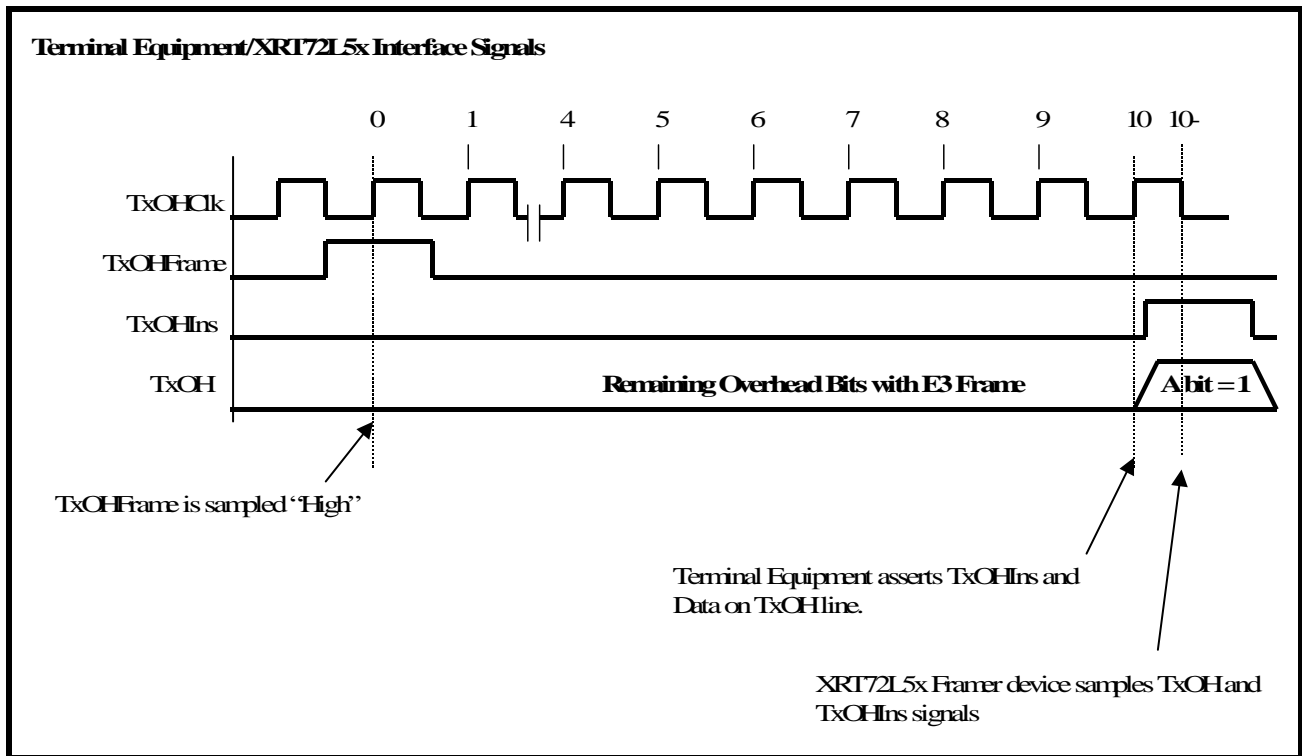 Terminal Equipment/XRT72L5x Interface Signals
0 1 4 5 6 7 8 9 10 10-
TxOHClk
TxOHFrame
TxOHIns
TxOH
Remaining Overhead Bits with E3 Frame
A bit = 1
TxOHFrame is sampled “High”
Terminal Equipment asserts TxOHIns and
Data on TxOH line.
XRT72L5x Framer device samples TxOH and
TxOHIns signals